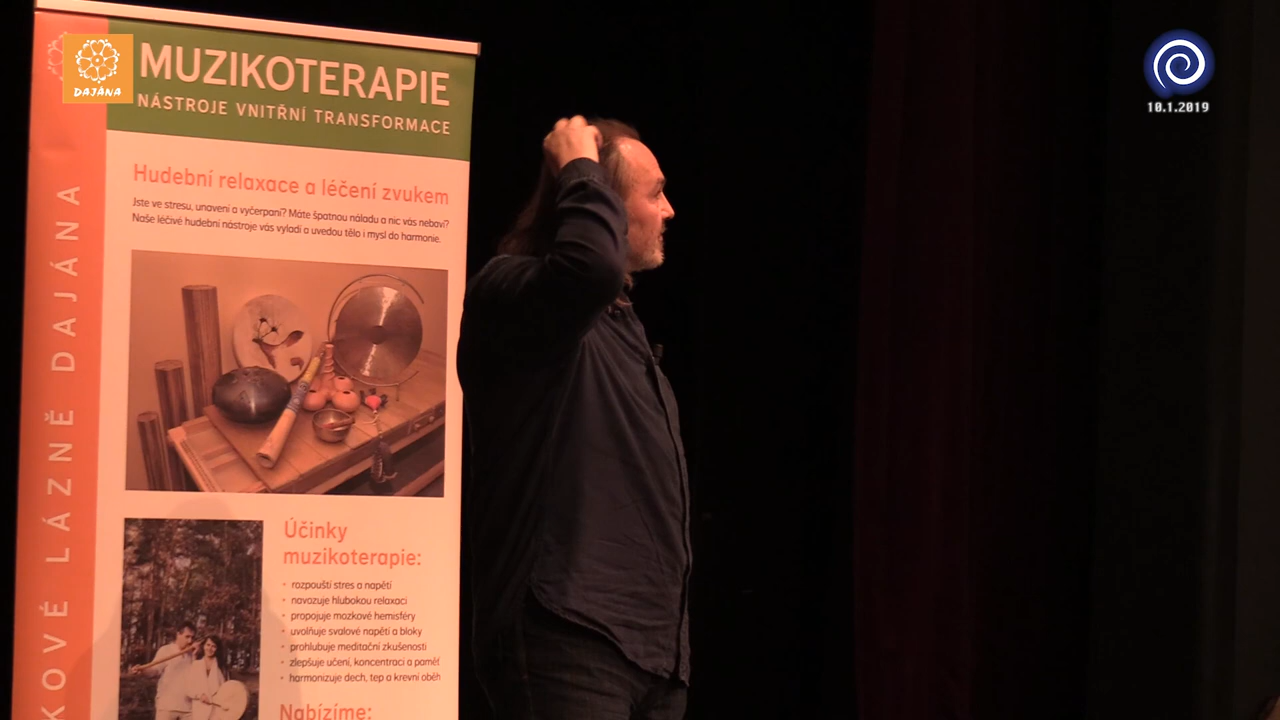 MUZIKOTERAPIE
NÁSTROJE VNITŘNÍ TRANSFORMACE
DAJÁNA
10.1.2019
Hudební relaxace a léčení zvukem
Jste ve stresu, unavení a vyčerpaní? Máte špatnou náladu a nic vás nebaví?
Naše léčivé hudební nástroje vás vyladí a uvedou tělo i mysl do harmonie.
KOVÉ LÁZNĚ DAJÁNA
Účinky
muzikoterapie:
• rozpouští stres a napětí
• navozuje hlubokou relaxaci
• propojuje mozkové hemisféry
• uvolňuje svalové napětí a bloky
• prohlubuje meditační zkušenosti
• zlepšuje učení, koncentraci a paměť
• harmonizuje dech, tep a krevní oběh
Nabízíme: